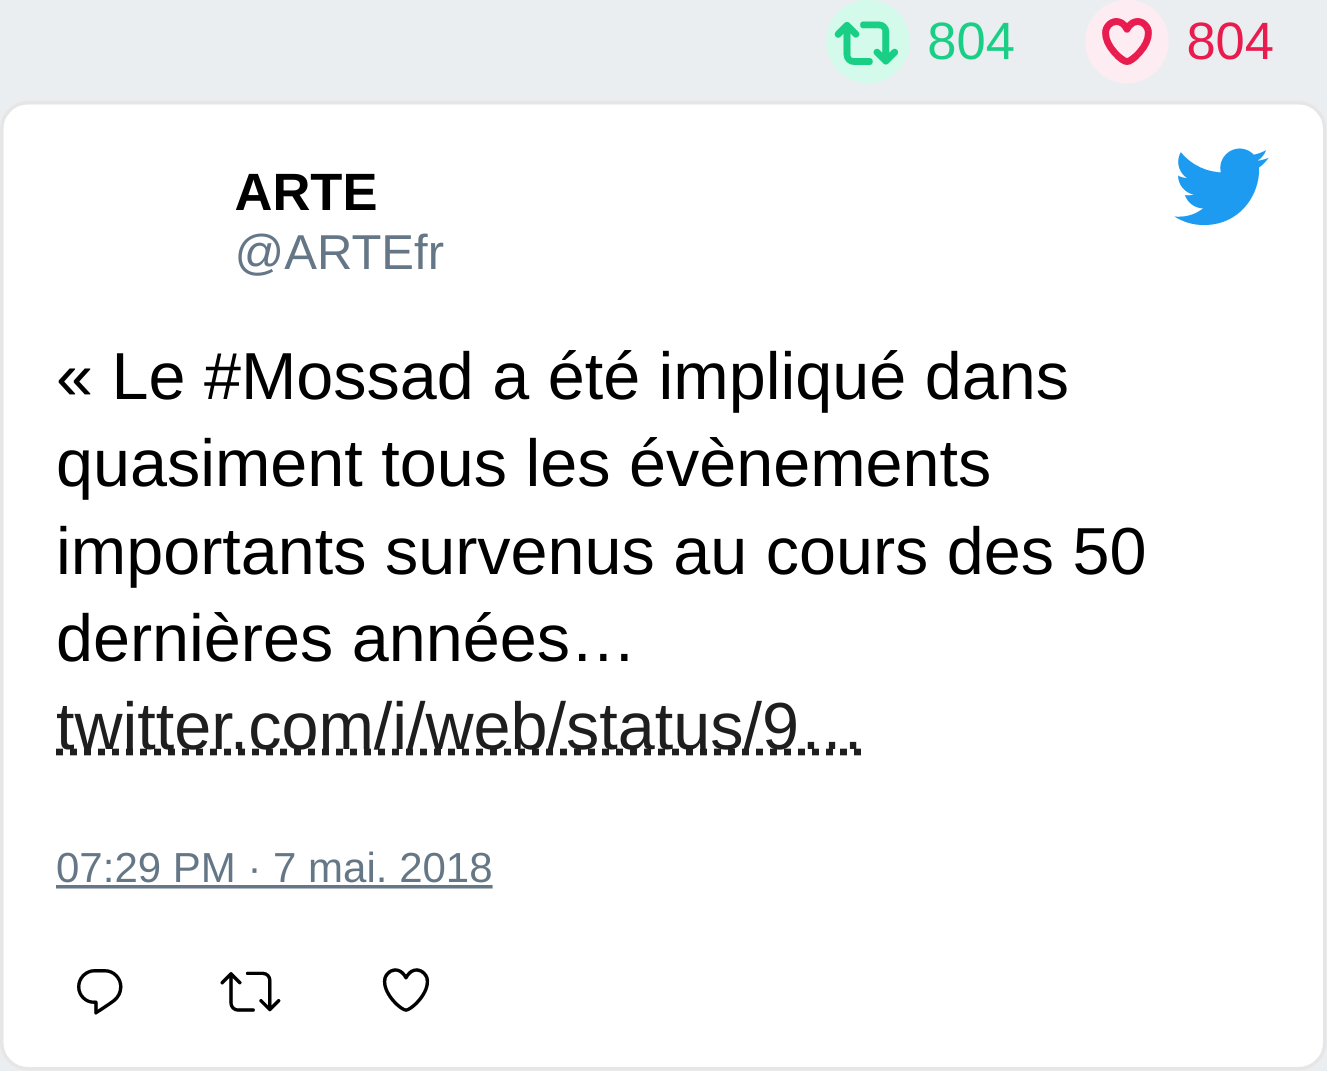 804 804
ARTE
@ARTEfr
« Le #Mossad a été impliqué dans
quasiment tous les évènements
importants survenus au cours des 50
dernières années…
twitter.com/i/web/status/9…
07:29 PM · 7 mai. 2018